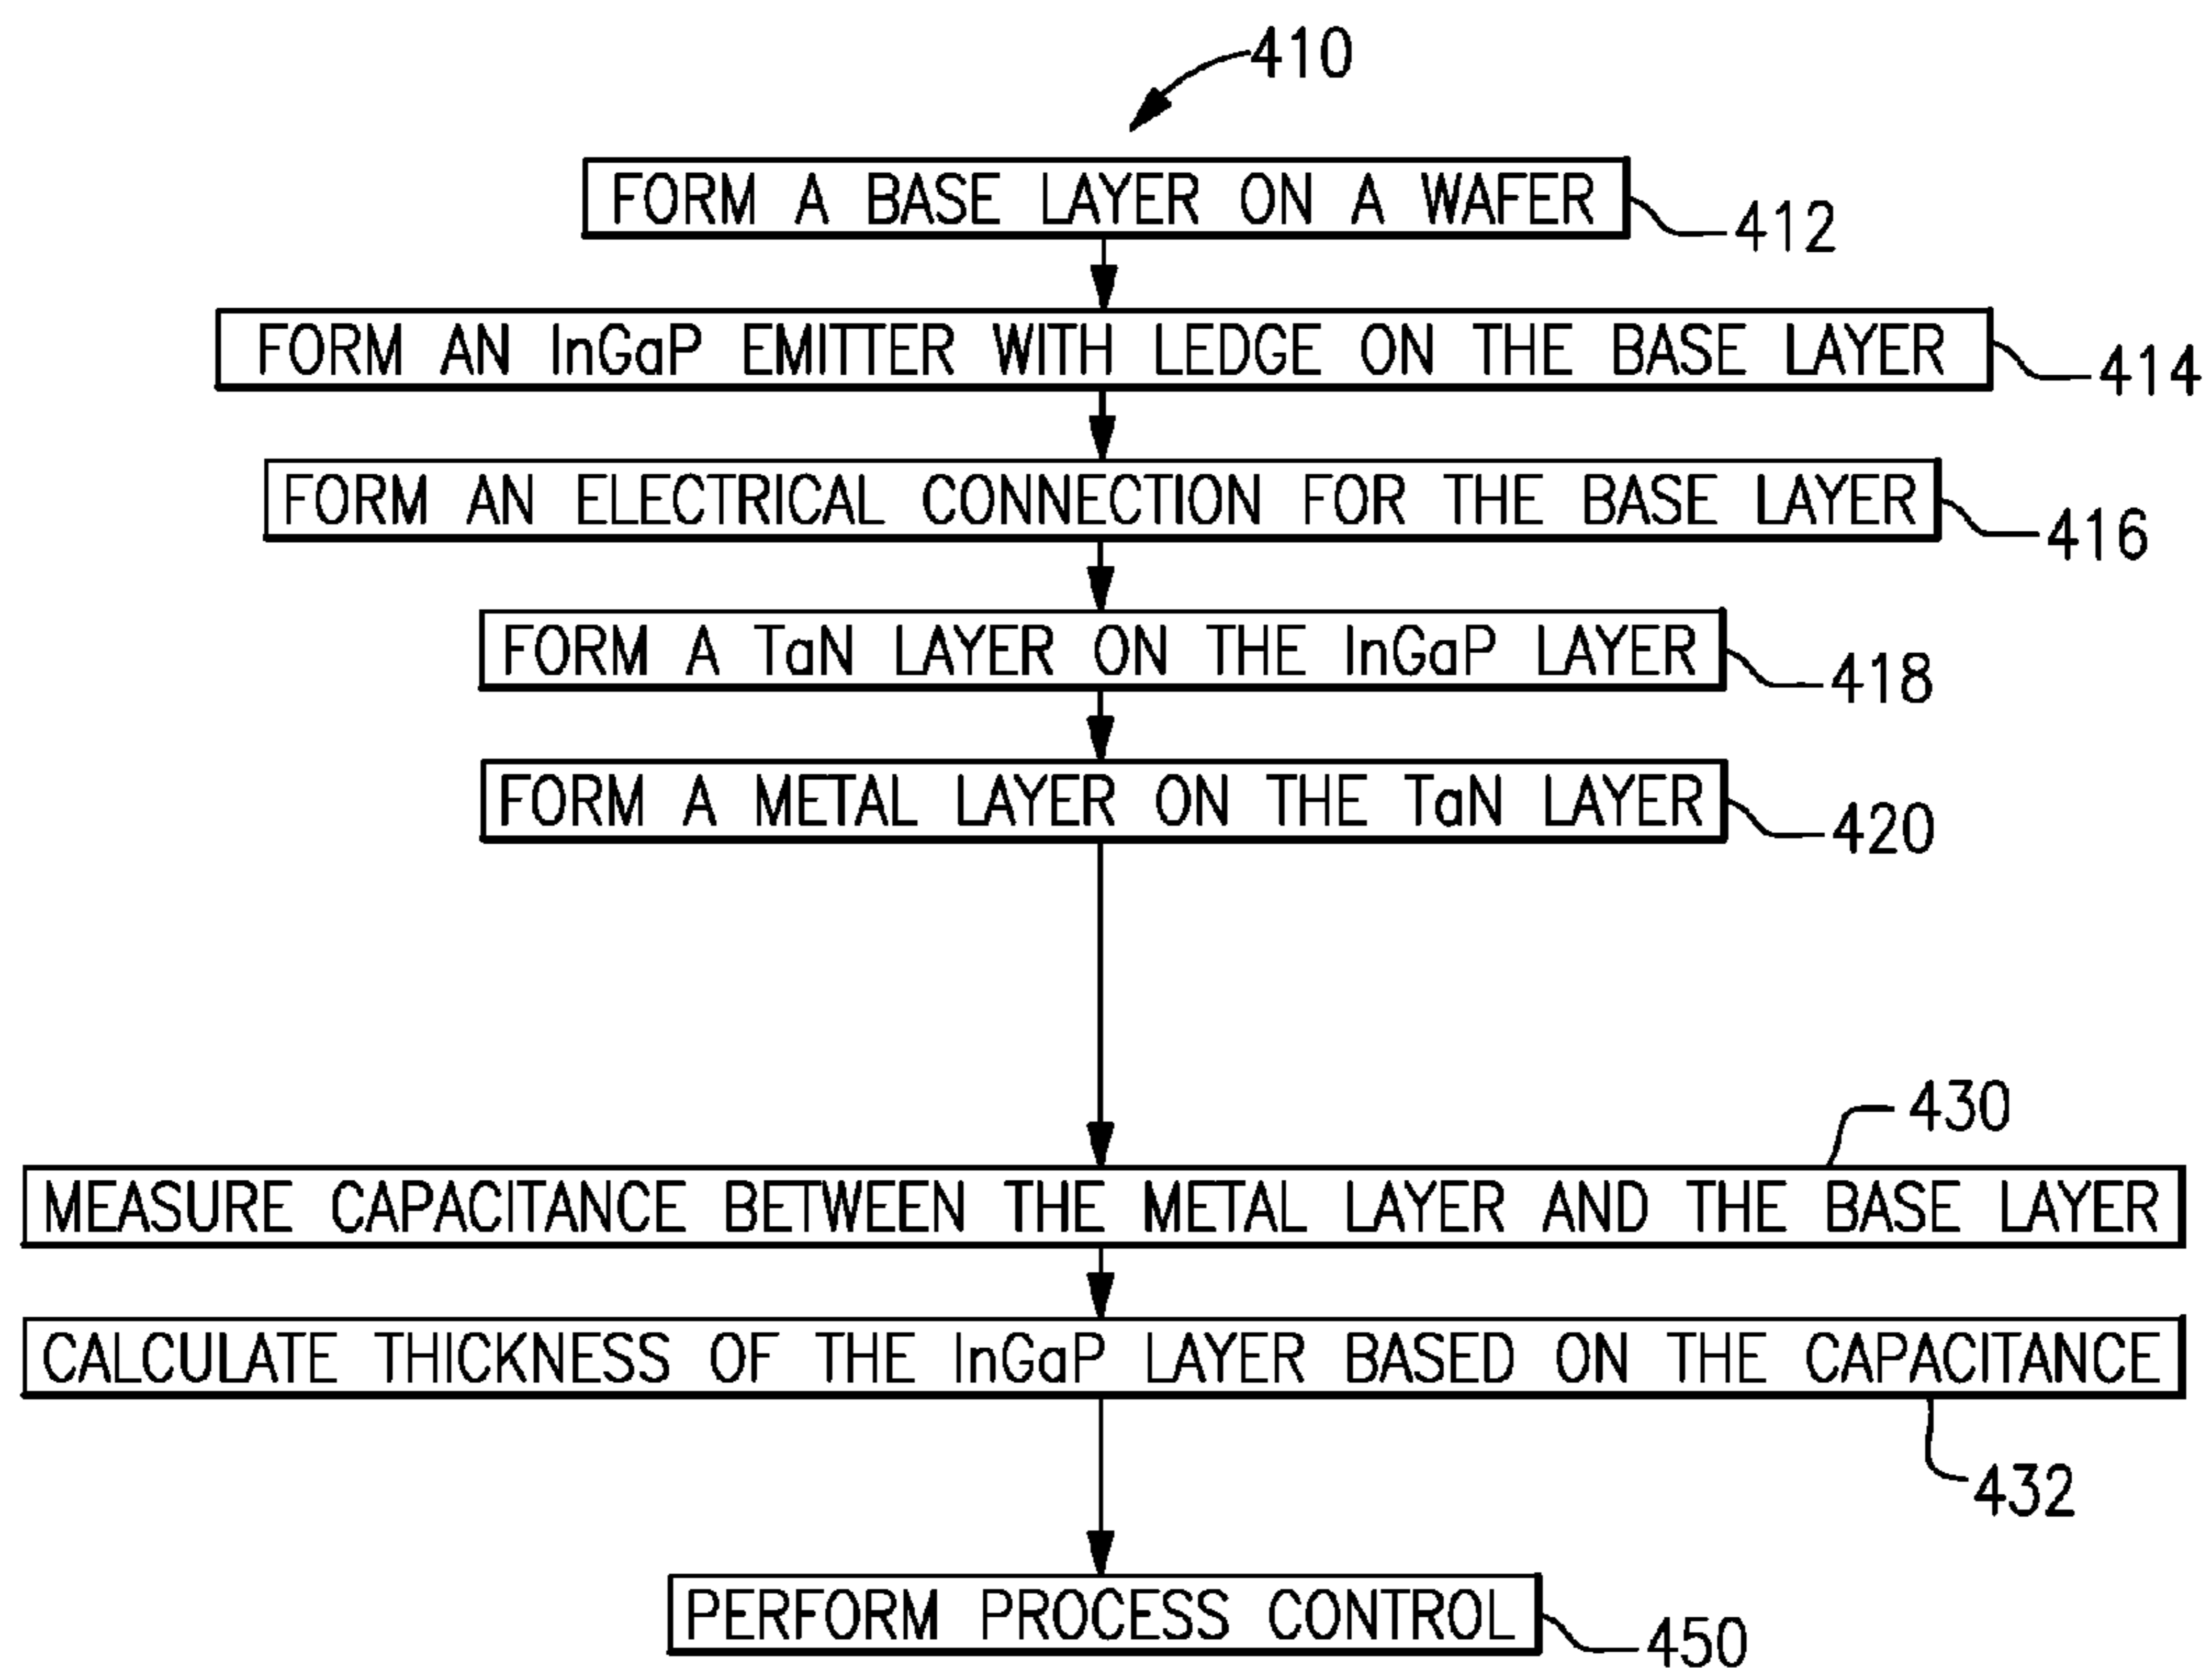 410
FORM A BASE LAYER ON A WAFER
412
FORM AN InGaP EMITTER WITH LEDGE ON THE BASE LAYER
414
FORM AN ELECTRICAL CONNECTION FOR THE BASE LAYER
416
FORM A TaN LAYER ON THE InGaP LAYER
418
FORM A METAL LAYER ON THE TaN LAYER
420
430
MEASURE CAPACITANCE BETWEEN THE METAL LAYER AND THE BASE LAYER
CALCULATE THICKNESS OF THE InGaP LAYER BASED ON THE CAPACITANCE
432
PERFORM PROCESS CONTROL
450